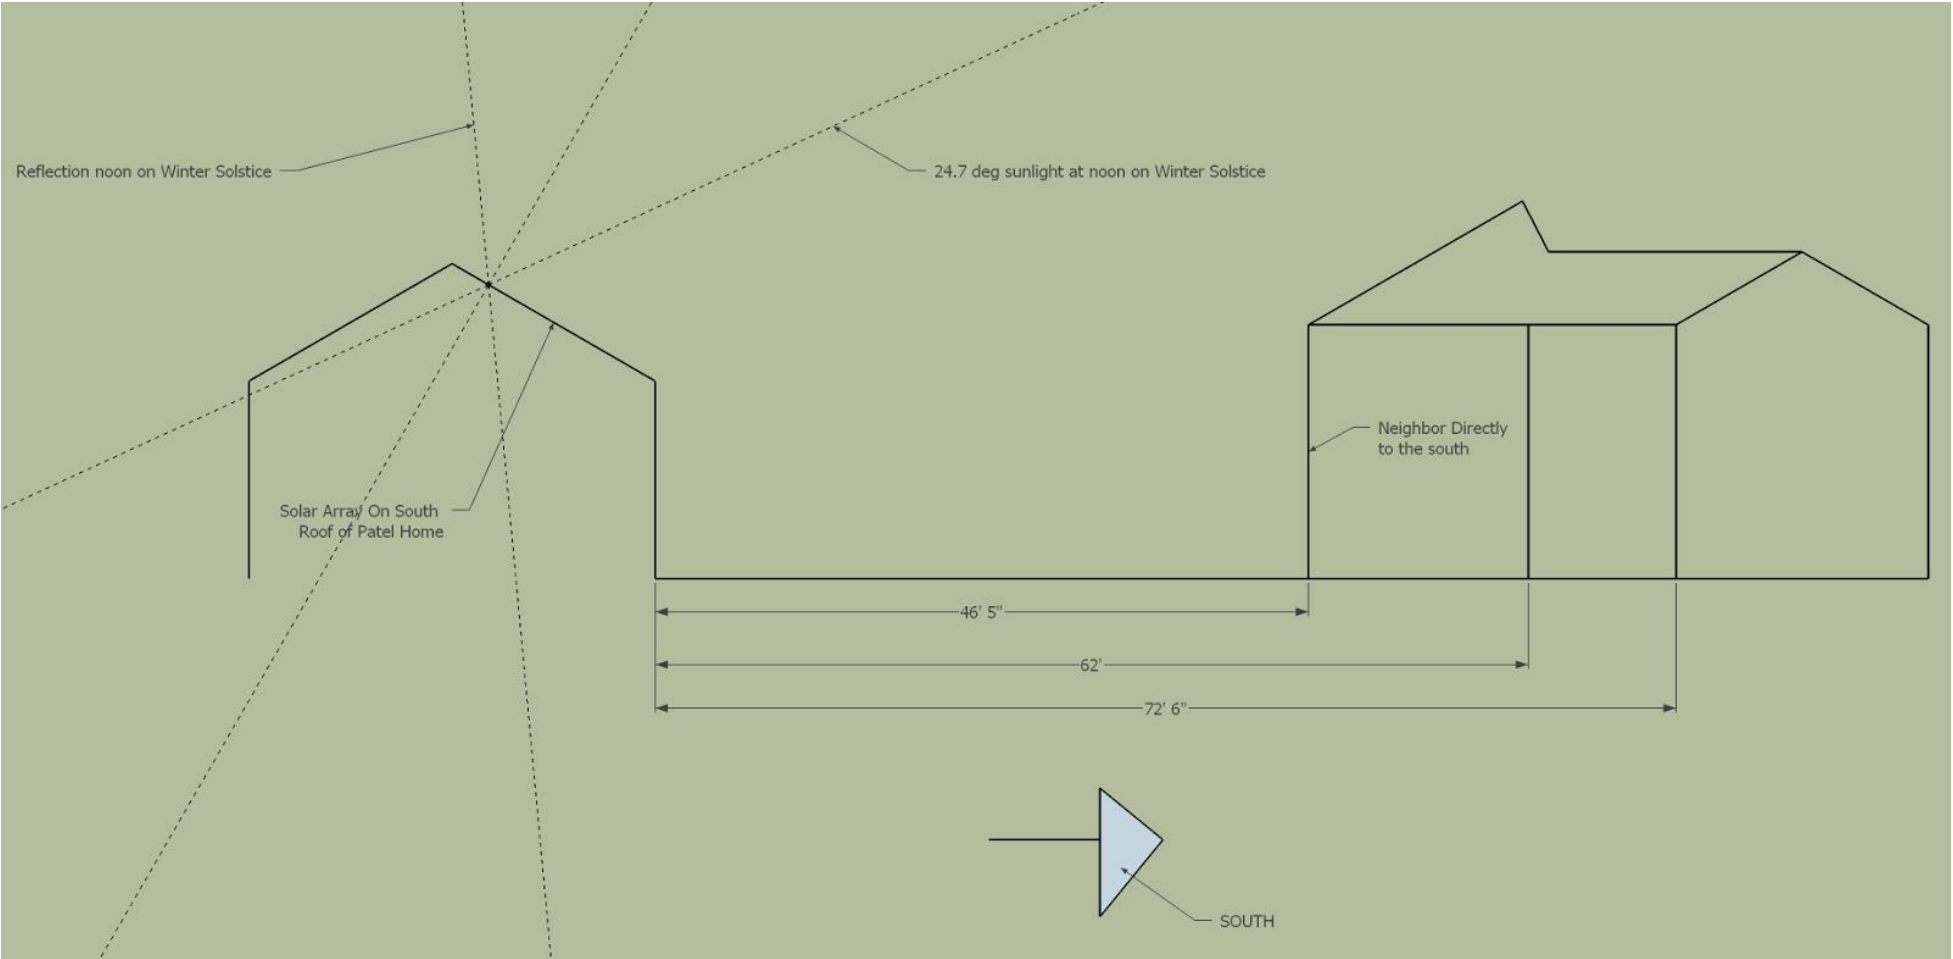 Reflection noon on Winter Solstice
24.7 deg sunlight at noon on Winter Solstice
Neighbor Directly
to the south
Solar Array On South
Roof of Patel Home
46' 5"
62'
72' 6"
SOUTH